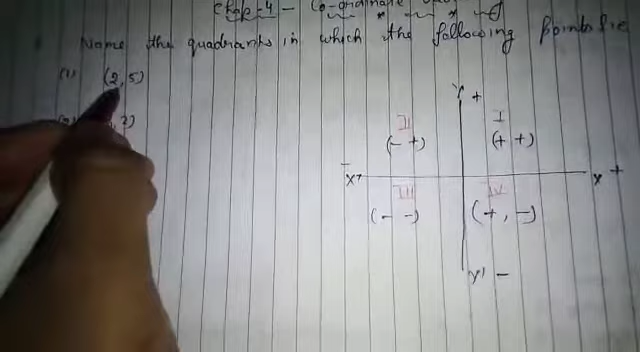 Chap-4 - Co-ordinate
Name the quadrants in which the following points lie
(1) (2, 5)
Y +
II
I
(- +)
(+ +)
-
X'
X +
III
IV
(- -)
(+, -)
Y' -